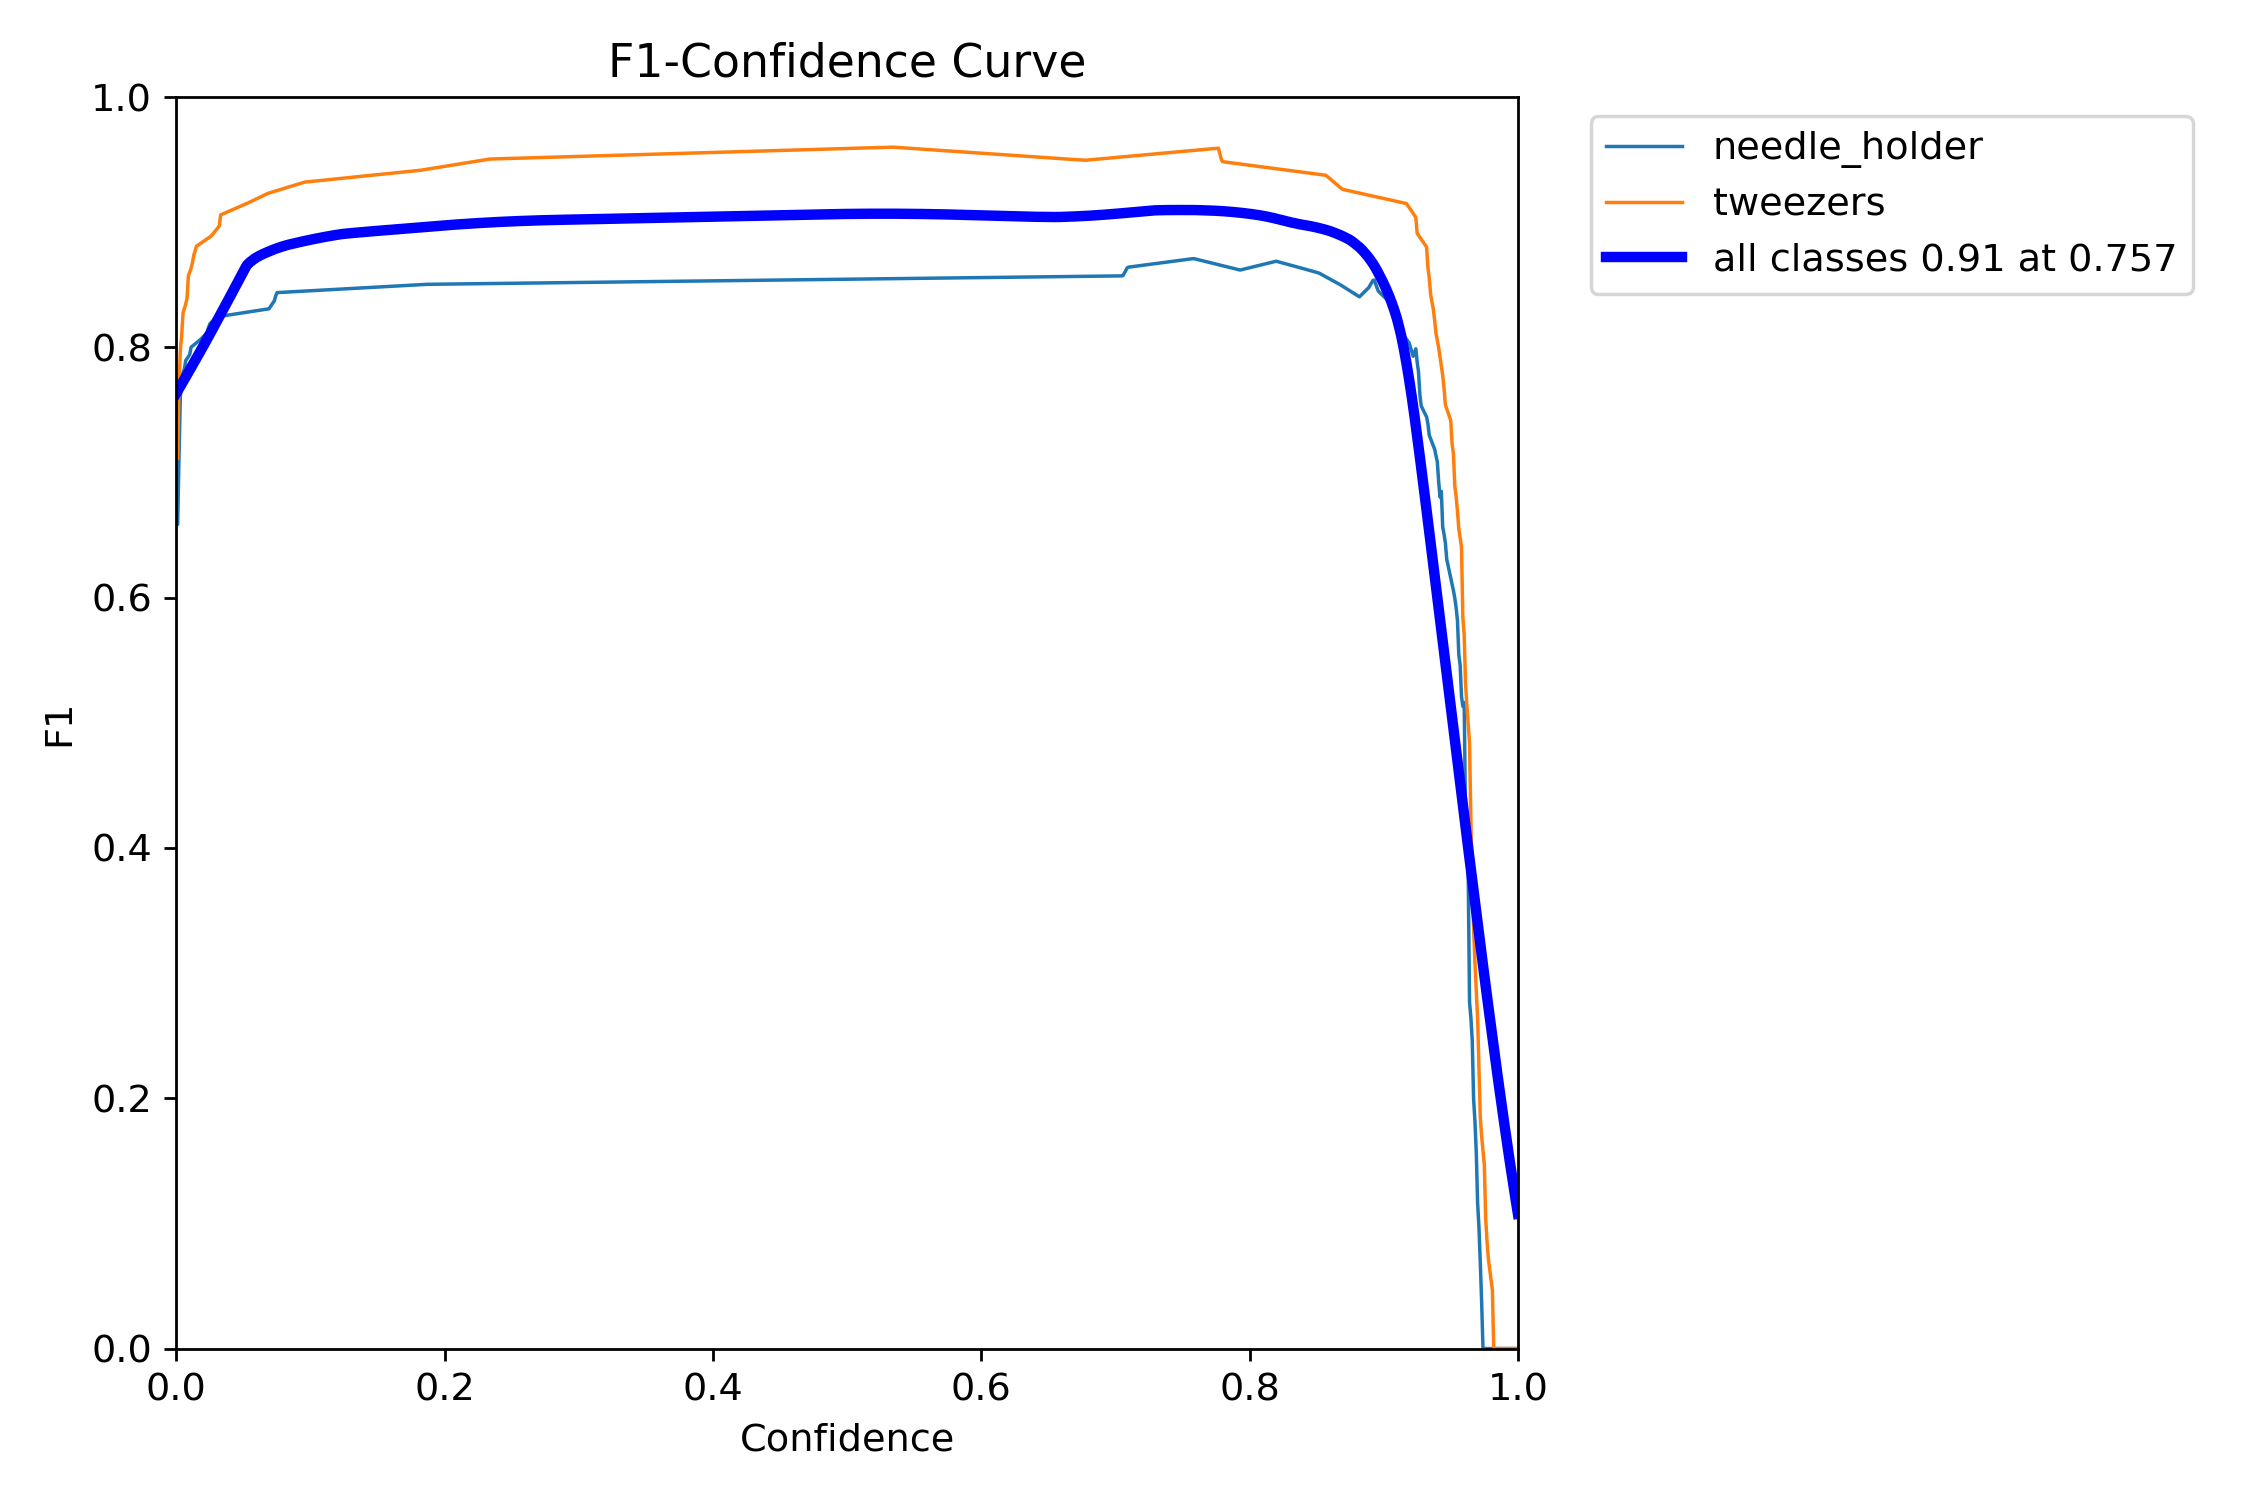 F1-Confidence Curve
needle_holder
tweezers
all classes 0.91 at 0.757
1.0
0.8
0.6
0.4
0.2
0.0
F1
0.0 0.2 0.4 0.6 0.8 1.0
Confidence